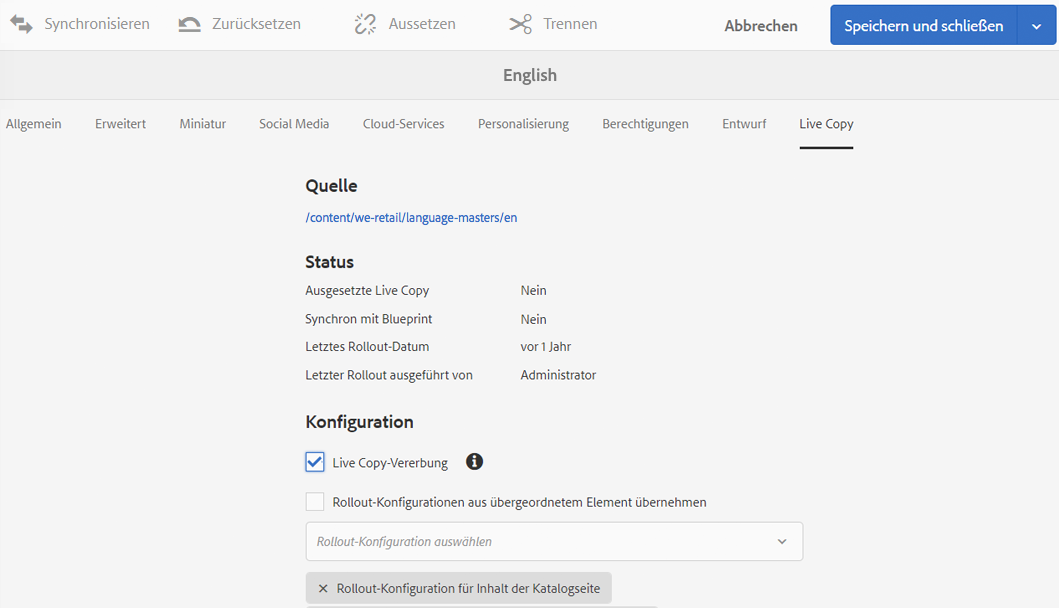 Synchronisieren Zurücksetzen Aussetzen Trennen Abbrechen Speichern und schließen
English
Allgemein Erweitert Miniatur Social Media Cloud-Services Personalisierung Berechtigungen Entwurf Live Copy
Quelle
/content/we-retail/language-masters/en
Status
Ausgesetzte Live Copy Nein
Synchron mit Blueprint Nein
Letztes Rollout-Datum vor 1 Jahr
Letzter Rollout ausgeführt von Administrator
Konfiguration
Live Copy-Vererbung
Rollout-Konfigurationen aus übergeordnetem Element übernehmen
Rollout-Konfiguration auswählen
Rollout-Konfiguration für Inhalt der Katalogseite